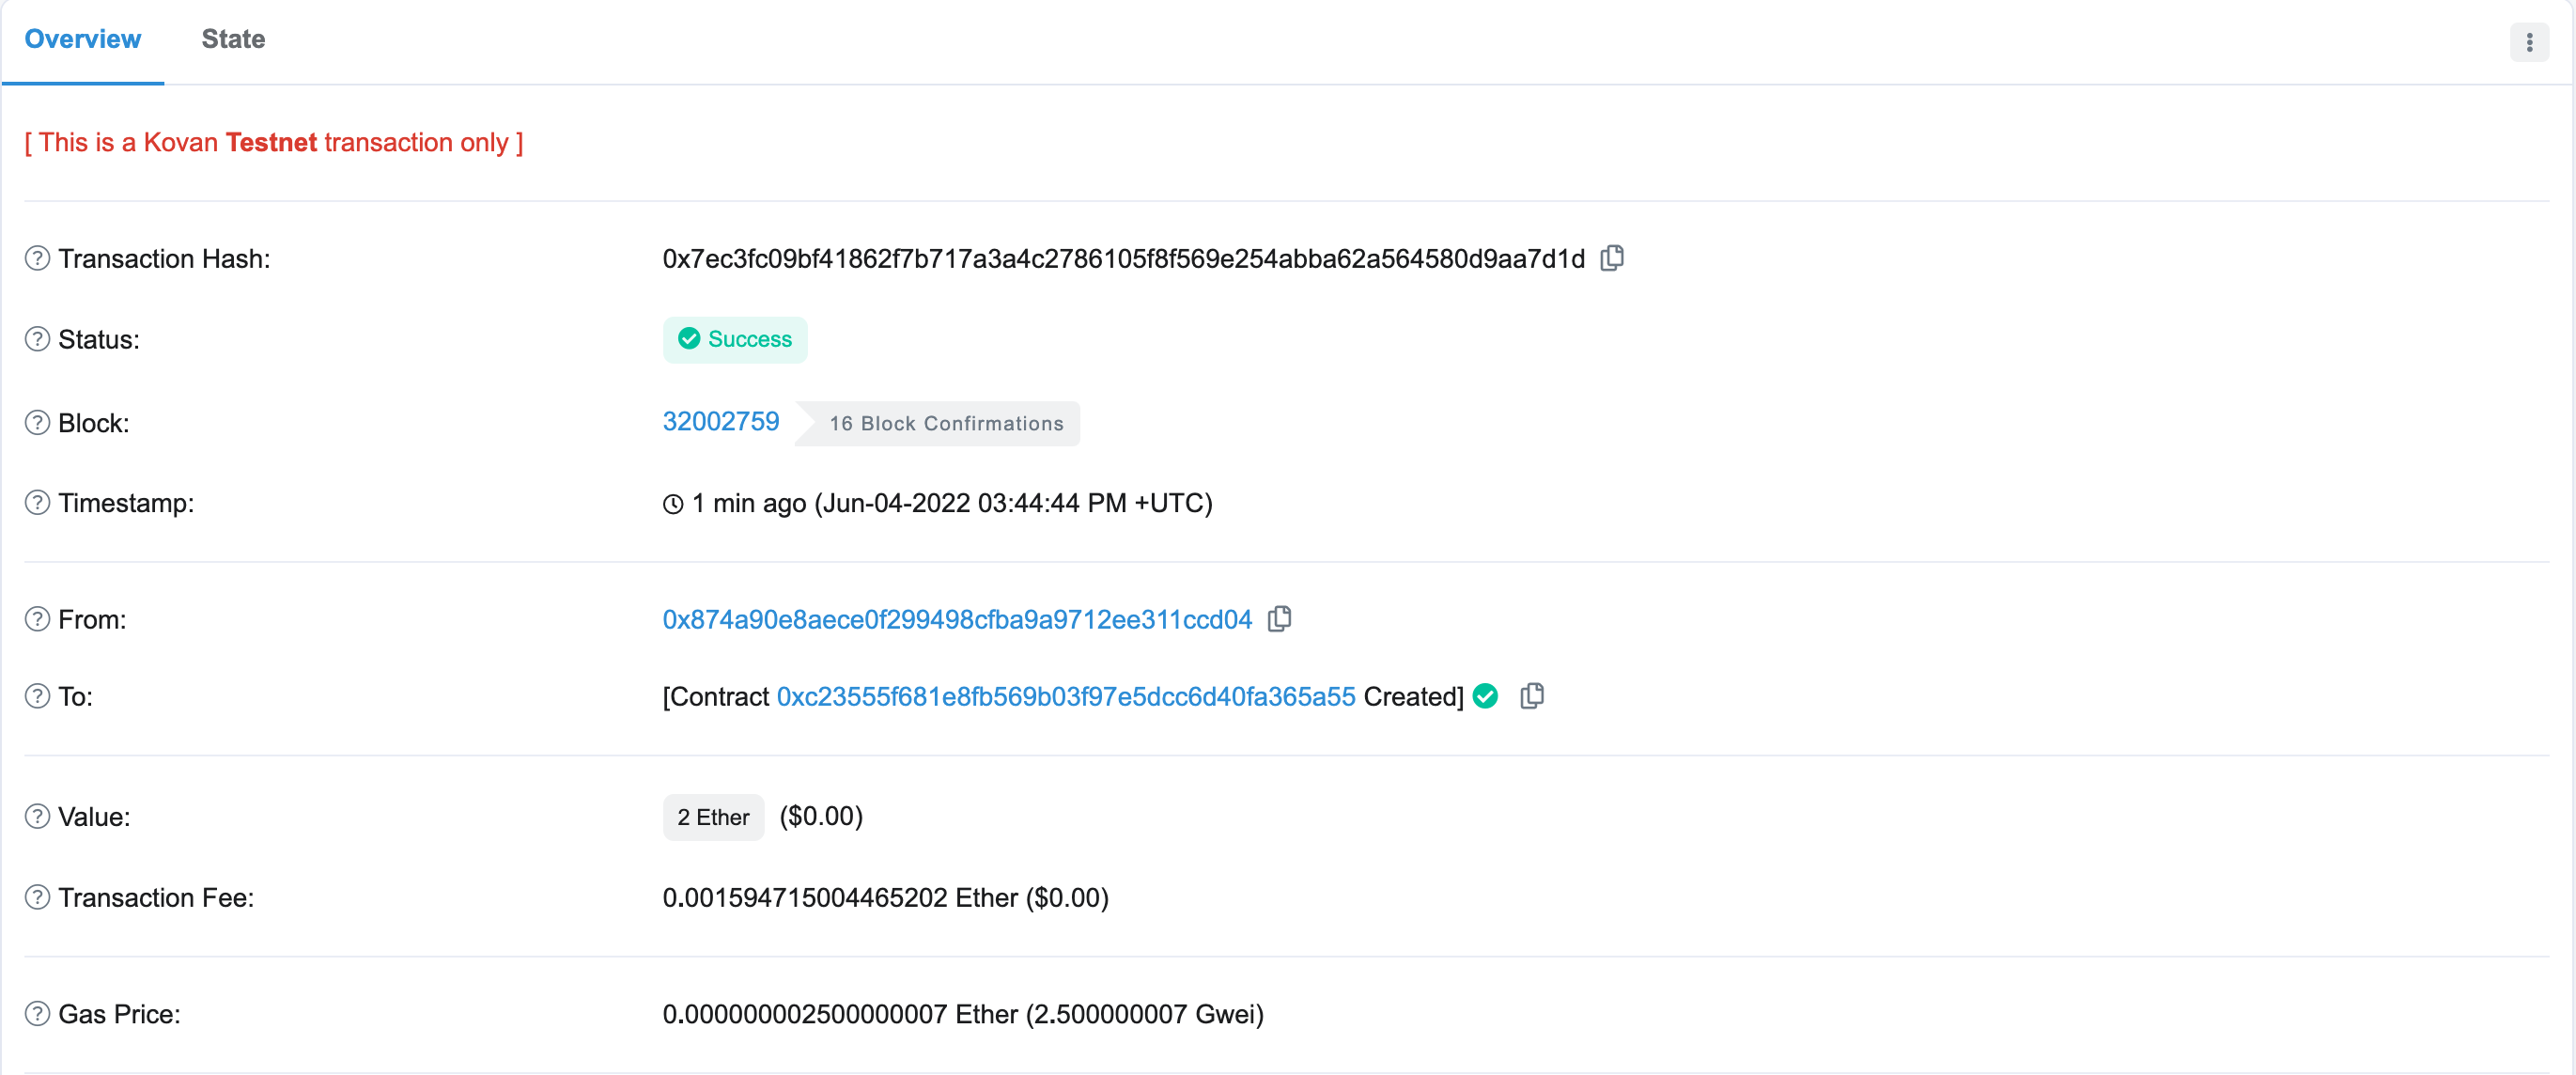 Overview State
[ This is a Kovan Testnet transaction only ]
Transaction Hash: 0x7ec3fc09bf41862f7b717a3a4c2786105f8f569e254abba62a564580d9aa7d1d
Status: Success
Block: 32002759 16 Block Confirmations
Timestamp: 1 min ago (Jun-04-2022 03:44:44 PM +UTC)
From: 0x874a90e8aece0f299498cfba9a9712ee311ccd04
To: [Contract 0xc23555f681e8fb569b03f97e5dcc6d40fa365a55 Created]
Value: 2 Ether ($0.00)
Transaction Fee: 0.001594715004465202 Ether ($0.00)
Gas Price: 0.000000002500000007 Ether (2.500000007 Gwei)